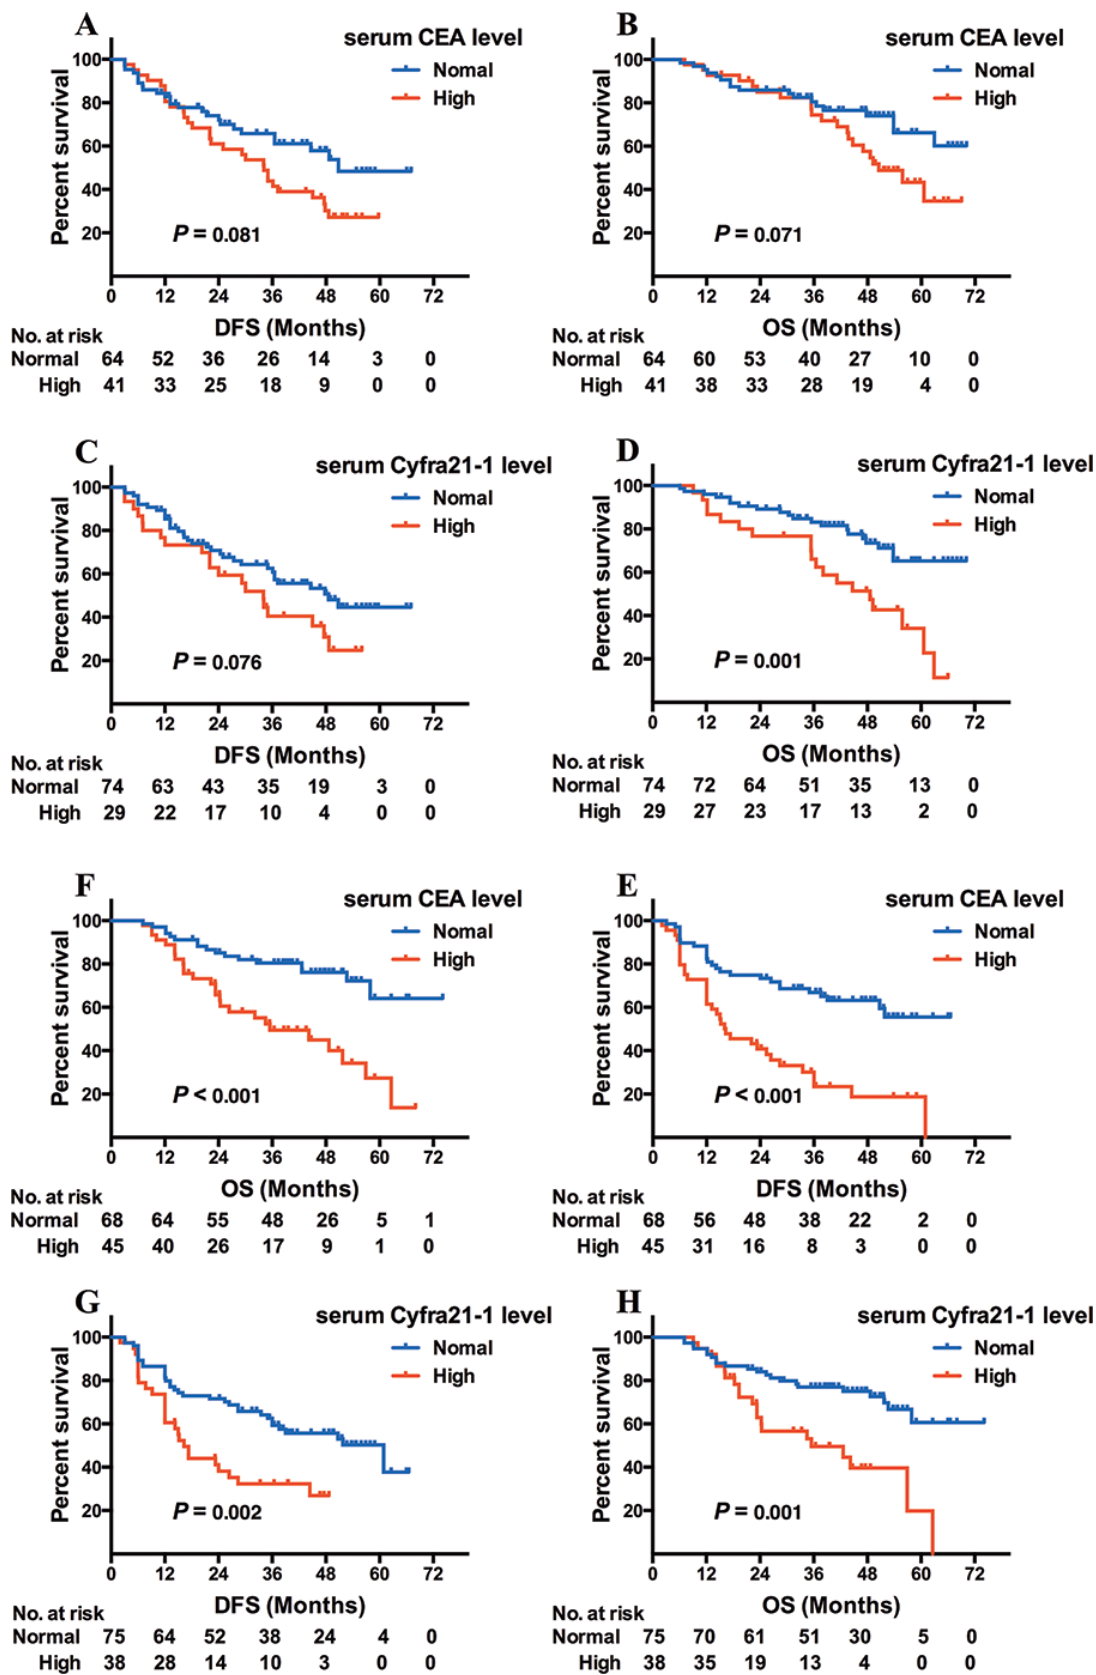 A
serum CEA level
Nomal
High
100
80
60
40
20
Percent survival
P = 0.081
0 12 24 36 48 60 72
DFS (Months)
No. at risk
Normal 64 52 36 26 14 3 0
High 41 33 25 18 9 0 0
B
serum CEA level
Nomal
High
100
80
60
40
20
Percent survival
P = 0.071
0 12 24 36 48 60 72
OS (Months)
No. at risk
Normal 64 60 53 40 27 10 0
High 41 38 33 28 19 4 0
C
serum Cyfra21-1 level
Nomal
High
100
80
60
40
20
Percent survival
P = 0.076
0 12 24 36 48 60 72
DFS (Months)
No. at risk
Normal 74 63 43 35 19 3 0
High 29 22 17 10 4 0 0
D
serum Cyfra21-1 level
Nomal
High
100
80
60
40
20
Percent survival
P = 0.001
0 12 24 36 48 60 72
OS (Months)
No. at risk
Normal 74 72 64 51 35 13 0
High 29 27 23 17 13 2 0
F
serum CEA level
Nomal
High
100
80
60
40
20
Percent survival
P < 0.001
0 12 24 36 48 60 72
OS (Months)
No. at risk
Normal 68 64 55 48 26 5 1
High 45 40 26 17 9 1 0
E
serum CEA level
Nomal
High
100
80
60
40
20
Percent survival
P < 0.001
0 12 24 36 48 60 72
DFS (Months)
No. at risk
Normal 68 56 48 38 22 2 0
High 45 31 16 8 3 0 0
G
serum Cyfra21-1 level
Nomal
High
100
80
60
40
20
Percent survival
P = 0.002
0 12 24 36 48 60 72
DFS (Months)
No. at risk
Normal 75 64 52 38 24 4 0
High 38 28 14 10 3 0 0
H
serum Cyfra21-1 level
Nomal
High
100
80
60
40
20
Percent survival
P = 0.001
0 12 24 36 48 60 72
OS (Months)
No. at risk
Normal 75 70 61 51 30 5 0
High 38 35 19 13 4 0 0